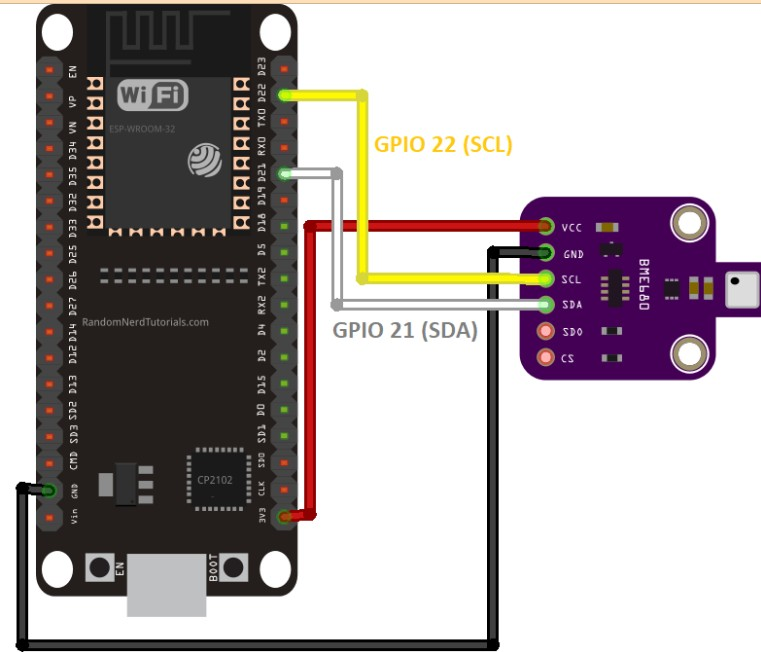 EN
VP
VN
D34
D35
D32
D33
D25
D26
D27
D14
D12
D13
SD2
SD3
CMD
GND
Vin
WiFi
ESP-WROOM-32
RandomNerdTutorials.com
CP2102
EN
BOOT
D23
D22
TX0
RX0
D21
D19
D18
D5
TX2
RX2
D4
D2
D15
D0
SD1
SD0
CLK
3V3
GPIO 22 (SCL)
GPIO 21 (SDA)
VCC
GND
SCL
SDA
SDO
CS
BME680